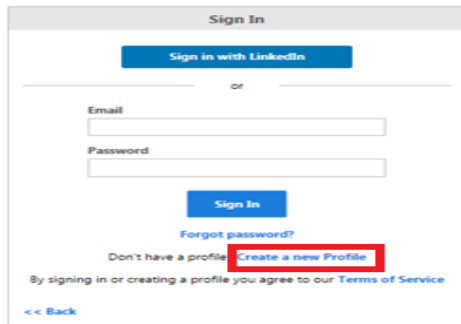 Sign In
Sign in with LinkedIn
or
Email
Password
Sign In
Forgot password?
Don't have a profile Create a new Profile
By signing in or creating a profile you agree to our Terms of Service
<< Back